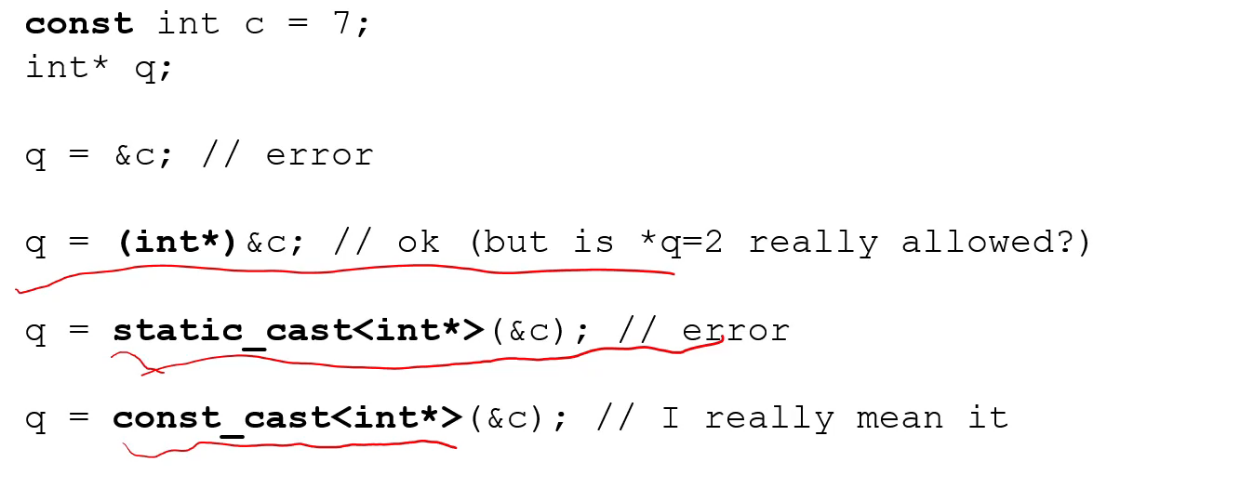 const int c = 7;
int* q;
q = &c; // error
q = (int*)&c; // ok (but is *q=2 really allowed?)
q = static_cast<int*>(&c); // error
q = const_cast<int*>(&c); // I really mean it